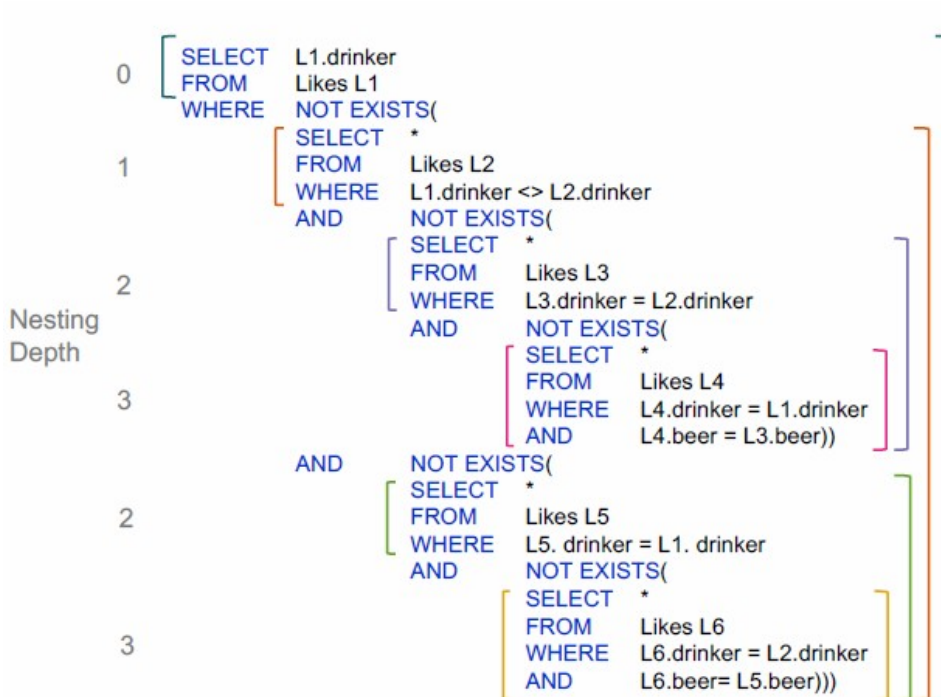 0
SELECT L1.drinker
FROM Likes L1
WHERE NOT EXISTS(
1
SELECT *
FROM Likes L2
WHERE L1.drinker <> L2.drinker
AND NOT EXISTS(
2
SELECT *
FROM Likes L3
WHERE L3.drinker = L2.drinker
AND NOT EXISTS(
Nesting
Depth
3
SELECT *
FROM Likes L4
WHERE L4.drinker = L1.drinker
AND L4.beer = L3.beer))
AND NOT EXISTS(
2
SELECT *
FROM Likes L5
WHERE L5. drinker = L1. drinker
AND NOT EXISTS(
3
SELECT *
FROM Likes L6
WHERE L6.drinker = L2.drinker
AND L6.beer= L5.beer)))